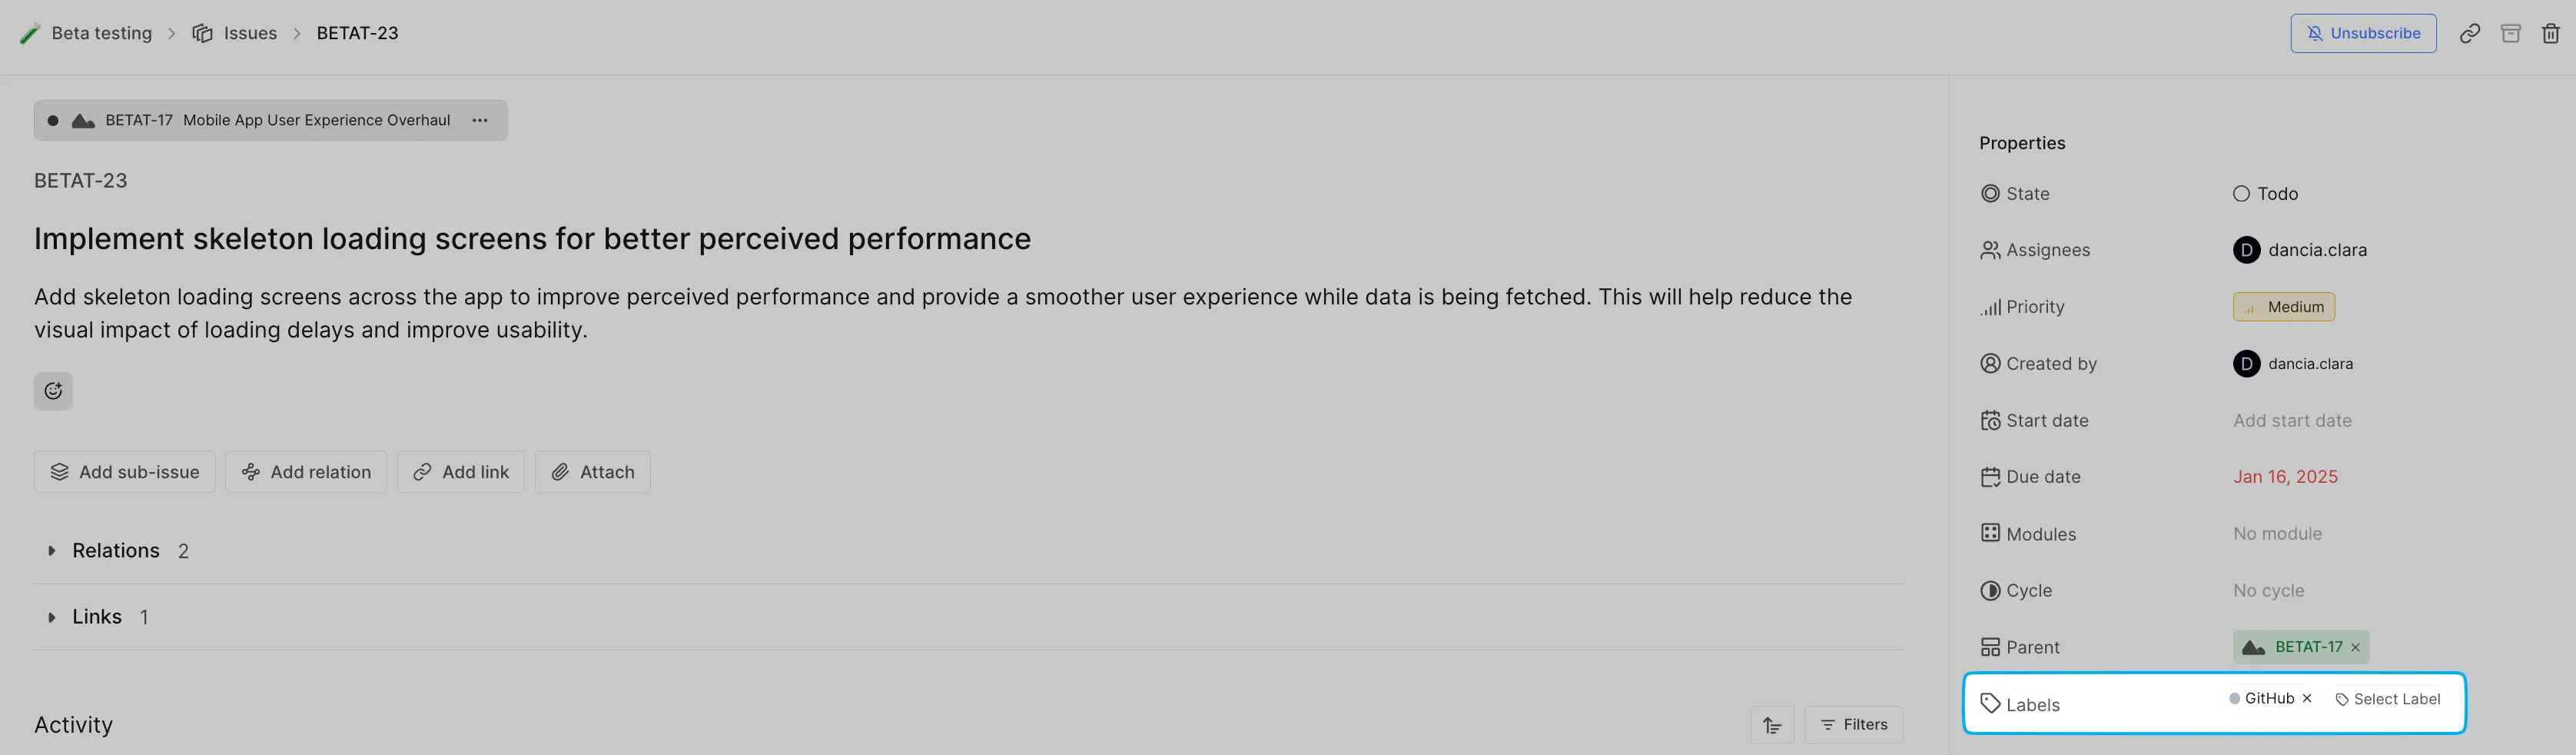 Beta testing > Issues > BETAT-23
Unsubscribe
BETAT-17 Mobile App User Experience Overhaul ...
BETAT-23
Implement skeleton loading screens for better perceived performance
Add skeleton loading screens across the app to improve perceived performance and provide a smoother user experience while data is being fetched. This will help reduce the
visual impact of loading delays and improve usability.
Add sub-issue
Add relation
Add link
Attach
Relations 2
Links 1
Activity
Filters
Properties
State Todo
Assignees D dancia.clara
Priority Medium
Created by D dancia.clara
Start date Add start date
Due date Jan 16, 2025
Modules No module
Cycle No cycle
Parent BETAT-17 ×
Labels GitHub × Select Label